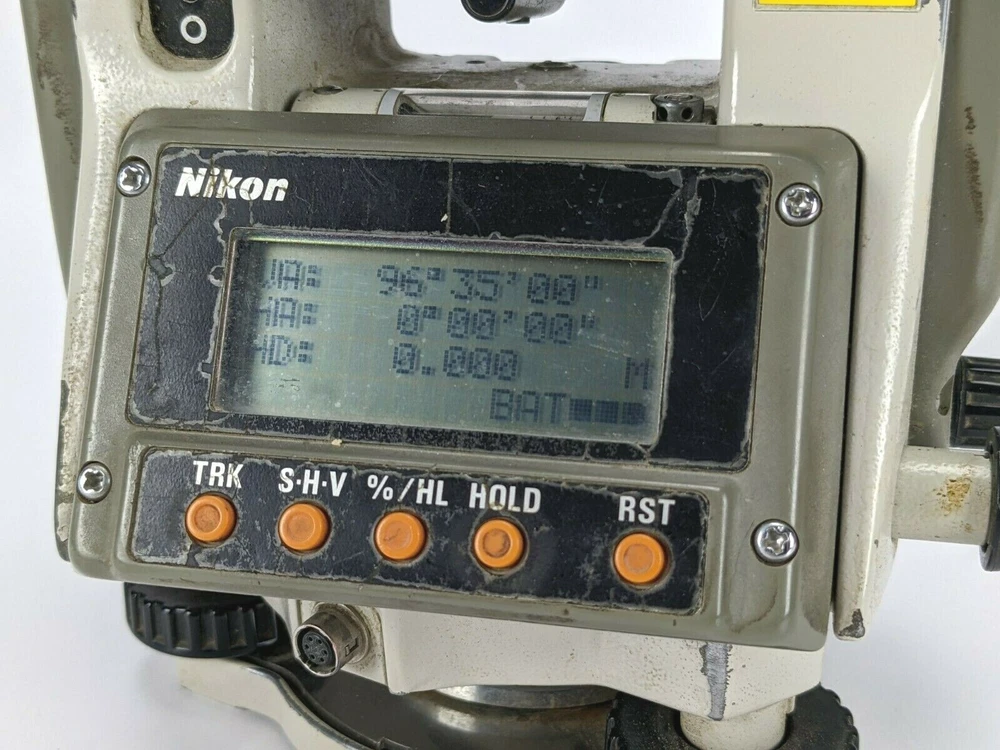 O
Nikon
VA: 96°35'00"
HA: 0°00'00"
HD: 0.000 M
BAT
TRK S·H·V %/HL HOLD RST